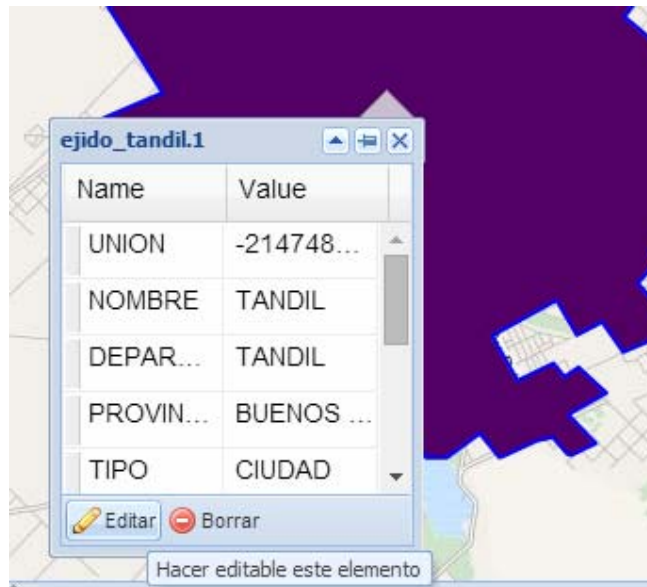 ejido_tandil.1
Name Value
UNION -214748...
NOMBRE TANDIL
DEPAR... TANDIL
PROVIN... BUENOS ...
TIPO CIUDAD
Editar Borrar
Hacer editable este elemento